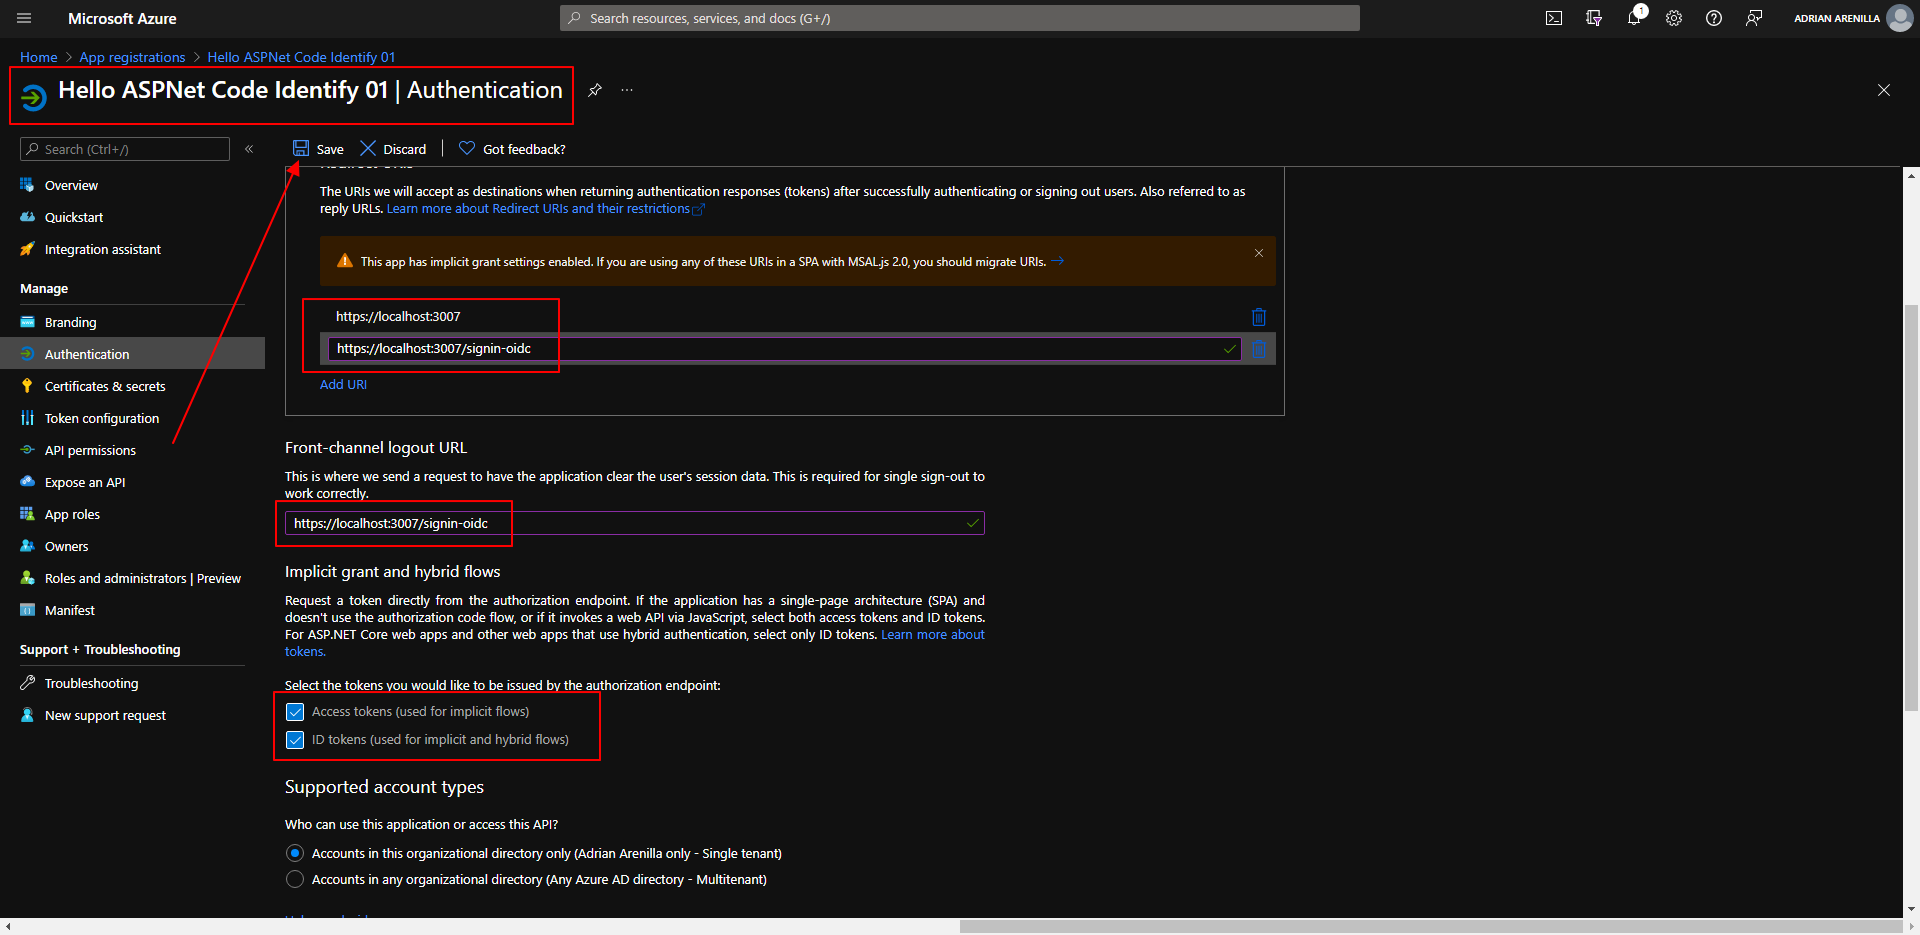 Microsoft Azure
Search resources, services, and docs (G+/)
1
ADRIAN ARENILLA
Home > App registrations > Hello ASPNet Code Identify 01
Hello ASPNet Code Identify 01 | Authentication
Search (Ctrl+/)
«
Save
Discard
Got feedback?
Overview
Quickstart
Integration assistant
Manage
Branding
Authentication
Certificates & secrets
Token configuration
API permissions
Expose an API
App roles
Owners
Roles and administrators | Preview
Manifest
Support + Troubleshooting
Troubleshooting
New support request
The URIs we will accept as destinations when returning authentication responses (tokens) after successfully authenticating or signing out users. Also referred to as
reply URLs. Learn more about Redirect URIs and their restrictions
This app has implicit grant settings enabled. If you are using any of these URIs in a SPA with MSAL.js 2.0, you should migrate URIs.
https://localhost:3007
https://localhost:3007/signin-oidc
Add URI
Front-channel logout URL
This is where we send a request to have the application clear the user's session data. This is required for single sign-out to
work correctly.
https://localhost:3007/signin-oidc
Implicit grant and hybrid flows
Request a token directly from the authorization endpoint. If the application has a single-page architecture (SPA) and
doesn't use the authorization code flow, or if it invokes a web API via JavaScript, select both access tokens and ID tokens.
For ASP.NET Core web apps and other web apps that use hybrid authentication, select only ID tokens. Learn more about
tokens.
Select the tokens you would like to be issued by the authorization endpoint:
Access tokens (used for implicit flows)
ID tokens (used for implicit and hybrid flows)
Supported account types
Who can use this application or access this API?
Accounts in this organizational directory only (Adrian Arenilla only - Single tenant)
Accounts in any organizational directory (Any Azure AD directory - Multitenant)